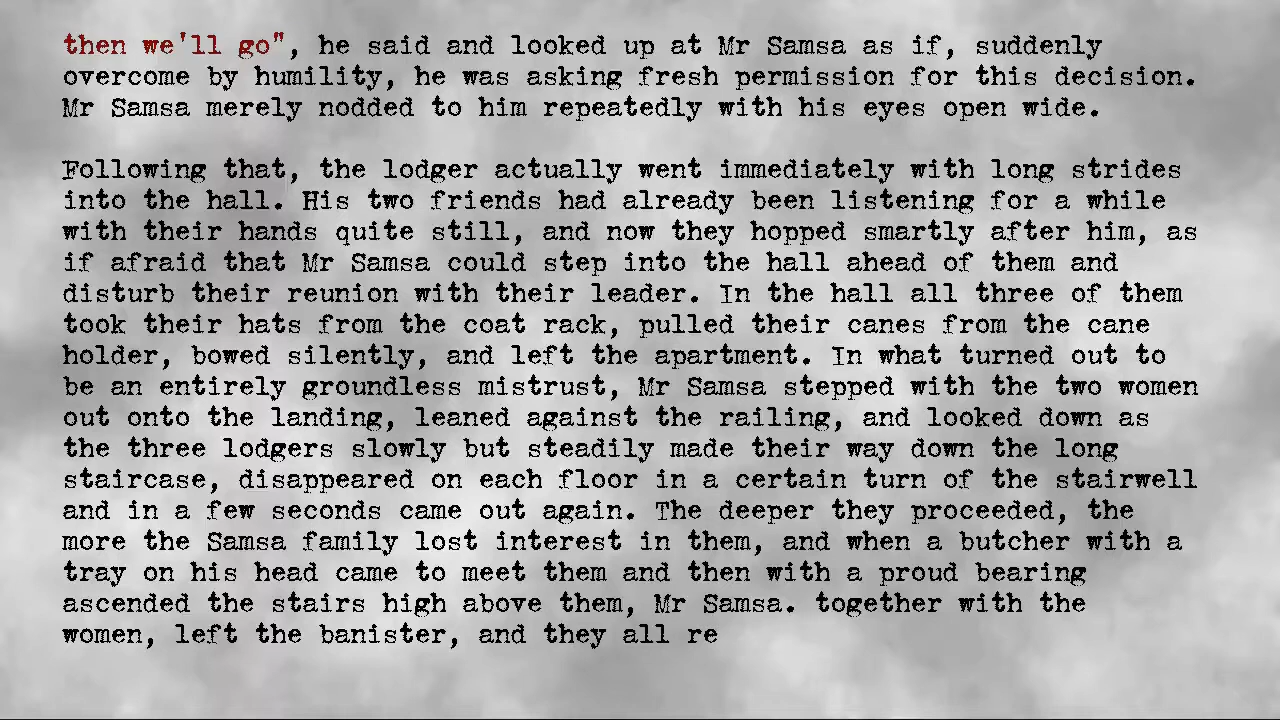 then we'll go", he said and looked up at Mr Samsa as if, suddenly
overcome by humility, he was asking fresh permission for this decision.
Mr Samsa merely nodded to him repeatedly with his eyes open wide.
Following that, the lodger actually went immediately with long strides
into the hall. His two friends had already been listening for a while
with their hands quite still, and now they hopped smartly after him, as
if afraid that Mr Samsa could step into the hall ahead of them and
disturb their reunion with their leader. In the hall all three of them
took their hats from the coat rack, pulled their canes from the cane
holder, bowed silently, and left the apartment. In what turned out to
be an entirely groundless mistrust, Mr Samsa stepped with the two women
out onto the landing, leaned against the railing, and looked down as
the three lodgers slowly but steadily made their way down the long
staircase, disappeared on each floor in a certain turn of the stairwell
and in a few seconds came out again. The deeper they proceeded, the
more the Samsa family lost interest in them, and when a butcher with a
tray on his head came to meet them and then with a proud bearing
ascended the stairs high above them, Mr Samsa. together with the
women, left the banister, and they all re